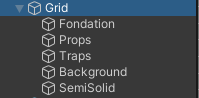 Grid
Fondation
Props
Traps
Background
SemiSolid